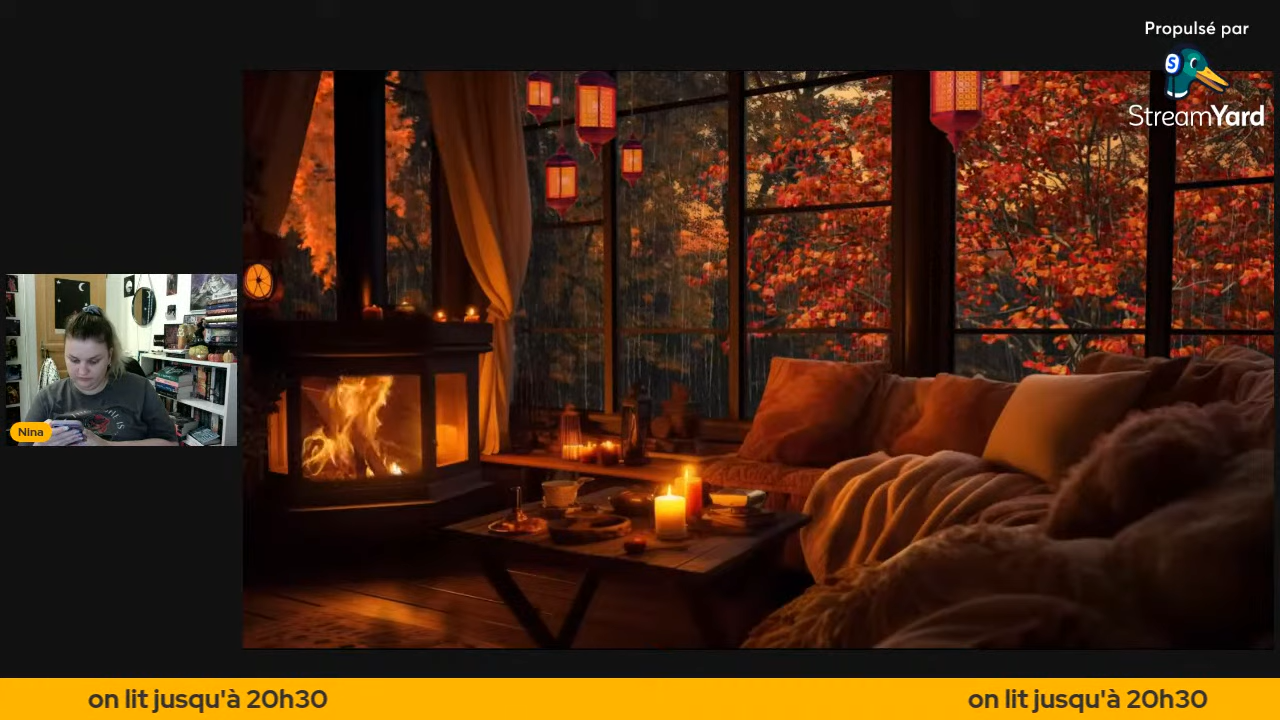 Propulsé par
S
StreamYard
Nina
on lit jusqu'à 20h30
on lit jusqu'à 20h30